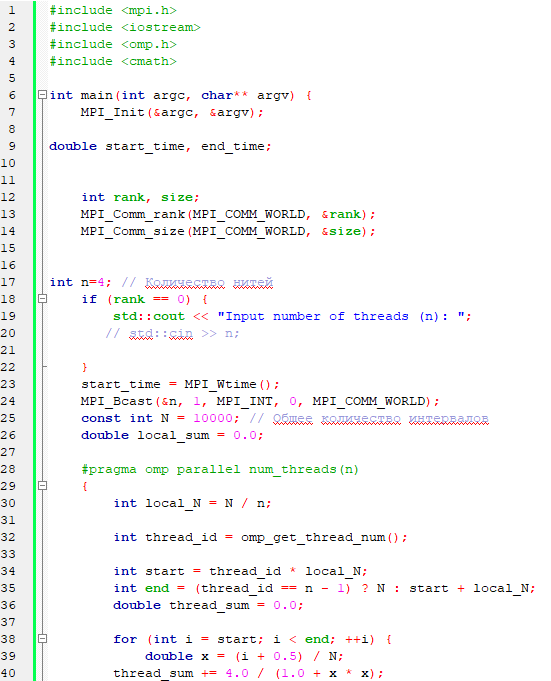 1 #include <mpi.h>
2 #include <iostream>
3 #include <omp.h>
4 #include <cmath>
5
6 int main(int argc, char** argv) {
7 MPI_Init(&argc, &argv);
8
9 double start_time, end_time;
10
11
12 int rank, size;
13 MPI_Comm_rank(MPI_COMM_WORLD, &rank);
14 MPI_Comm_size(MPI_COMM_WORLD, &size);
15
16
17 int n=4; // Количество нитей
18 if (rank == 0) {
19 std::cout << "Input number of threads (n): ";
20 // std::cin >> n;
21
22 }
23 start_time = MPI_Wtime();
24 MPI_Bcast(&n, 1, MPI_INT, 0, MPI_COMM_WORLD);
25 const int N = 10000; // Общее количество интервалов
26 double local_sum = 0.0;
27
28 #pragma omp parallel num_threads(n)
29 {
30 int local_N = N / n;
31
32 int thread_id = omp_get_thread_num();
33
34 int start = thread_id * local_N;
35 int end = (thread_id == n - 1) ? N : start + local_N;
36 double thread_sum = 0.0;
37
38 for (int i = start; i < end; ++i) {
39 double x = (i + 0.5) / N;
40 thread_sum += 4.0 / (1.0 + x * x);